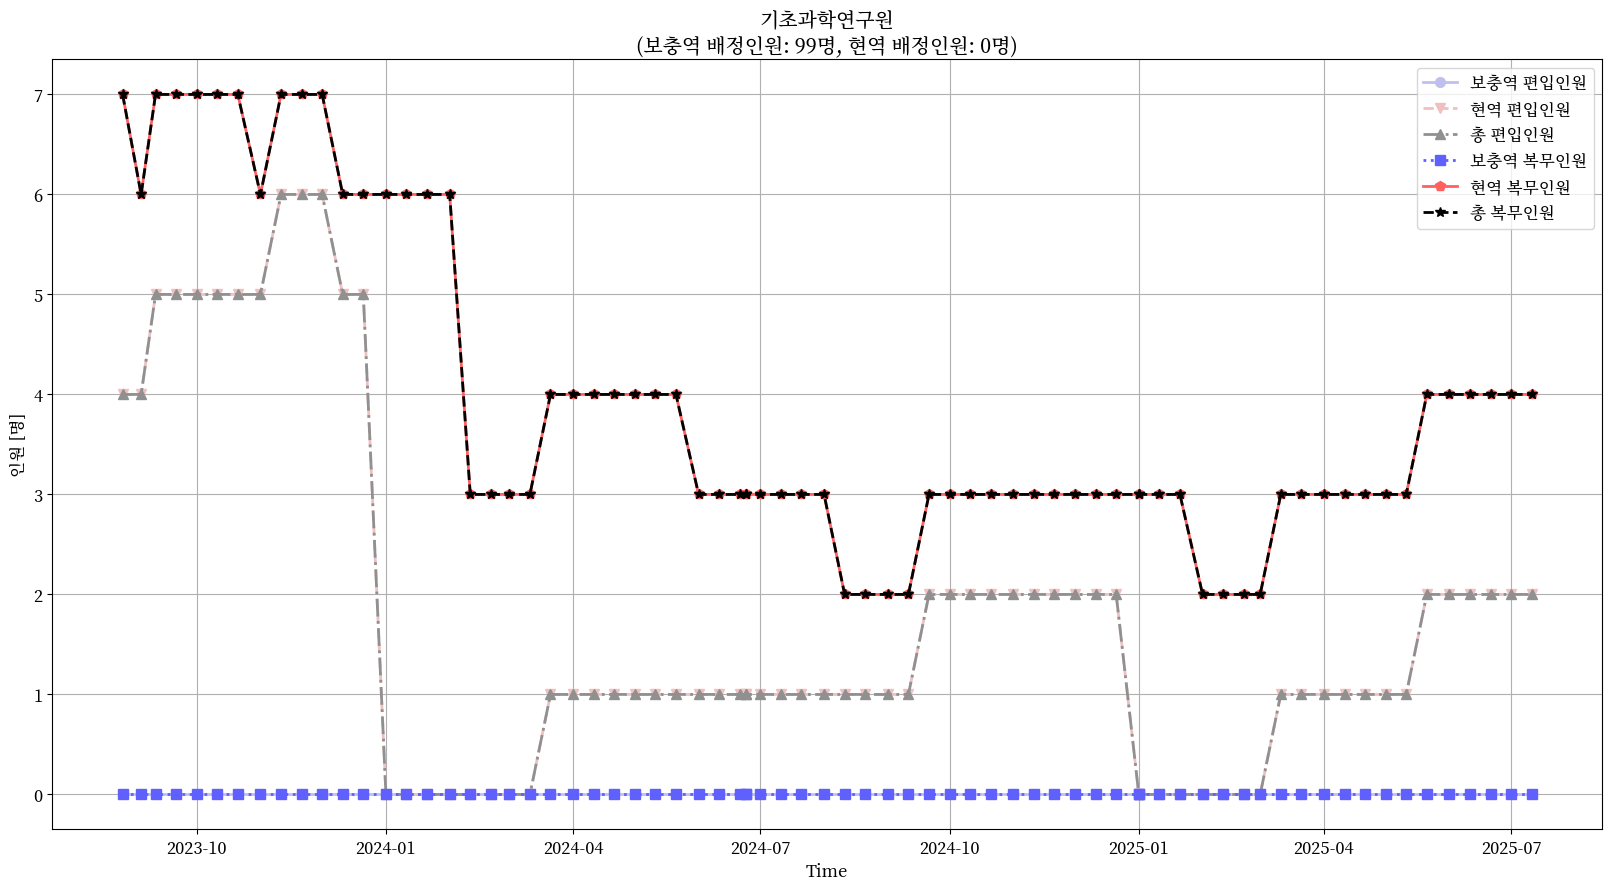 기초과학연구원
(보충역 배정인원: 99명, 현역 배정인원: 0명)
보충역 편입인원
현역 편입인원
총 편입인원
보충역 복무인원
현역 복무인원
총 복무인원
인원 [명]
7
6
5
4
3
2
1
0
2023-10
2024-01
2024-04
2024-07
2024-10
2025-01
2025-04
2025-07
Time